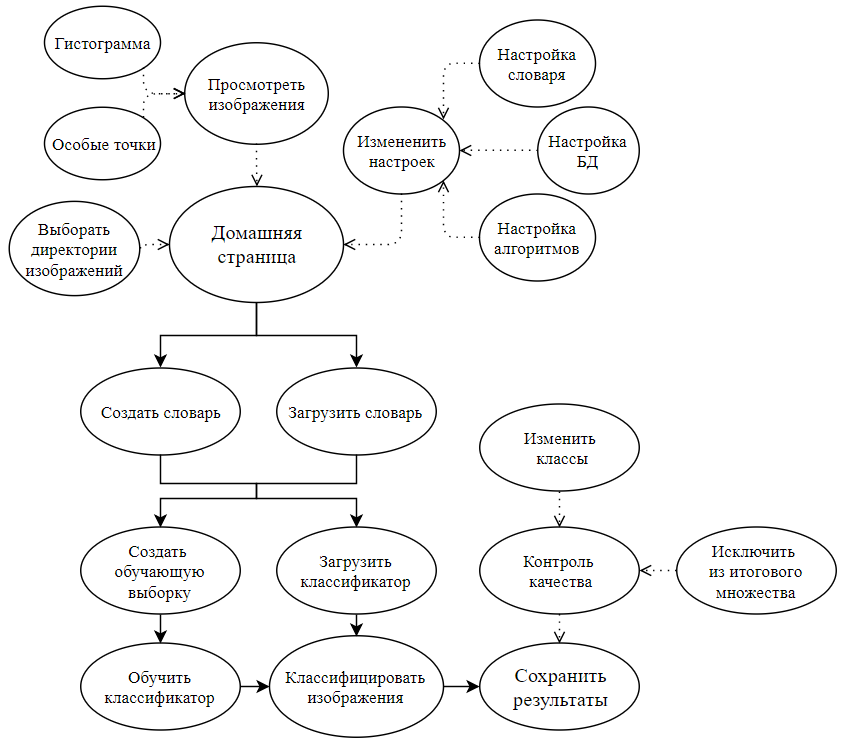 Гистограмма
Просмотреть
изображения
Особые точки
Настройка
словаря
Измененить
настроек
Настройка
БД
Настройка
алгоритмов
Выборать
директории
изображений
Домашняя
страница
Создать словарь
Загрузить словарь
Изменить
классы
Создать
обучающую
выборку
Загрузить
классификатор
Контроль
качества
Исключить
из итогового
множества
Обучить
классификатор
Классифицировать
изображения
Сохранить
результаты